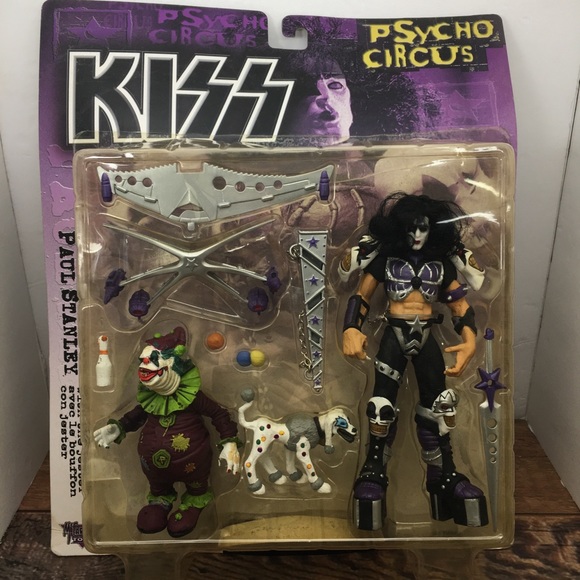 PSYCHO
CIRCUS
PSYCHO
CIRCUS
KISS
PAUL STANLEY
avec le bouffon
con jester